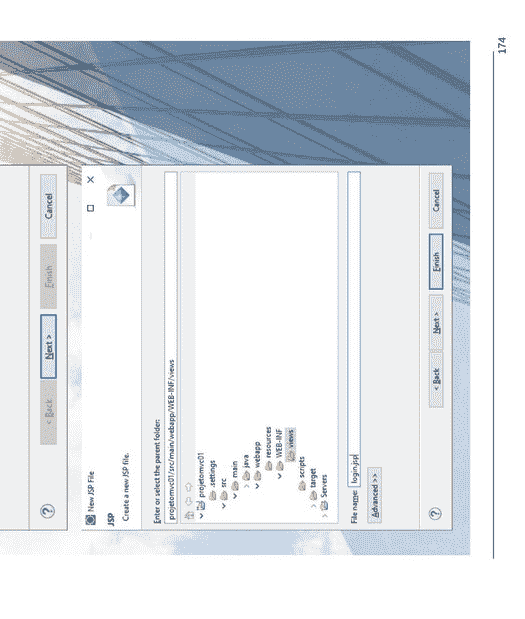 < Back Next > Finish Cancel
New JSP File
JSP
Create a new JSP file.
Enter or select the parent folder:
projetomvc01/src/main/webapp/WEB-INF/views
projetomvc01
.settings
src
main
java
webapp
resources
WEB-INF
views
scripts
target
Servers
File name: login.jsp
Advanced >>
< Back Next > Finish Cancel
174